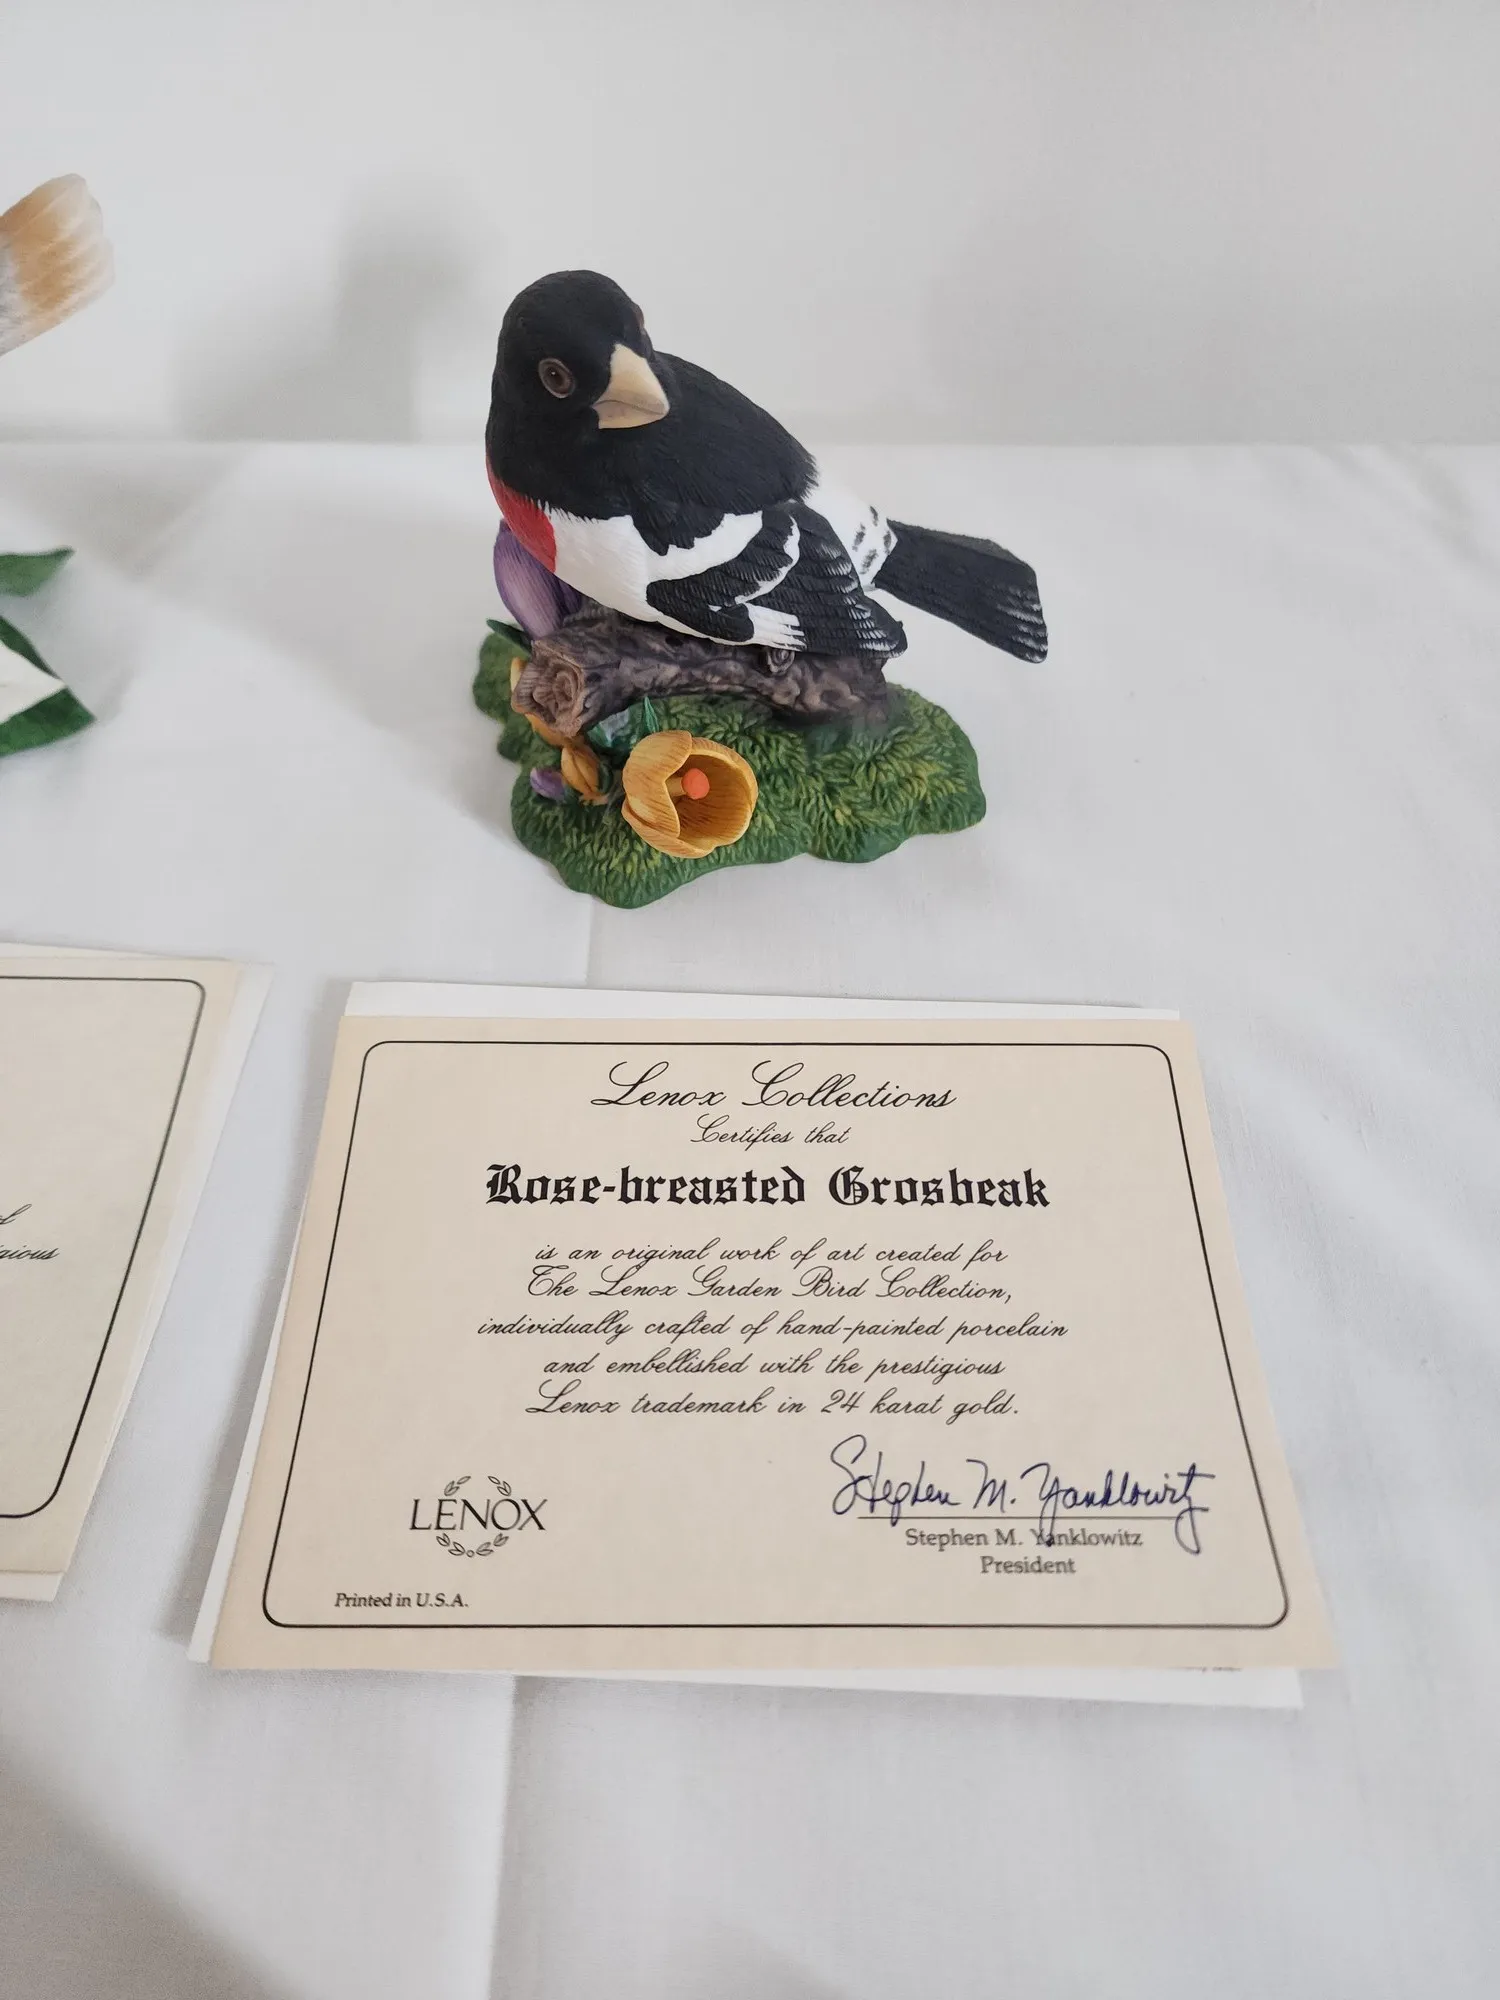 Lenox Collections
Certifies that
Rose-breasted Grosbeak
is an original work of art created for
The Lenox Garden Bird Collection,
individually crafted of hand-painted porcelain
and embellished with the prestigious
Lenox trademark in 24 karat gold.
Stephen M. Yanklowitz
LENOX
Stephen M. Yanklowitz
President
Printed in U.S.A.